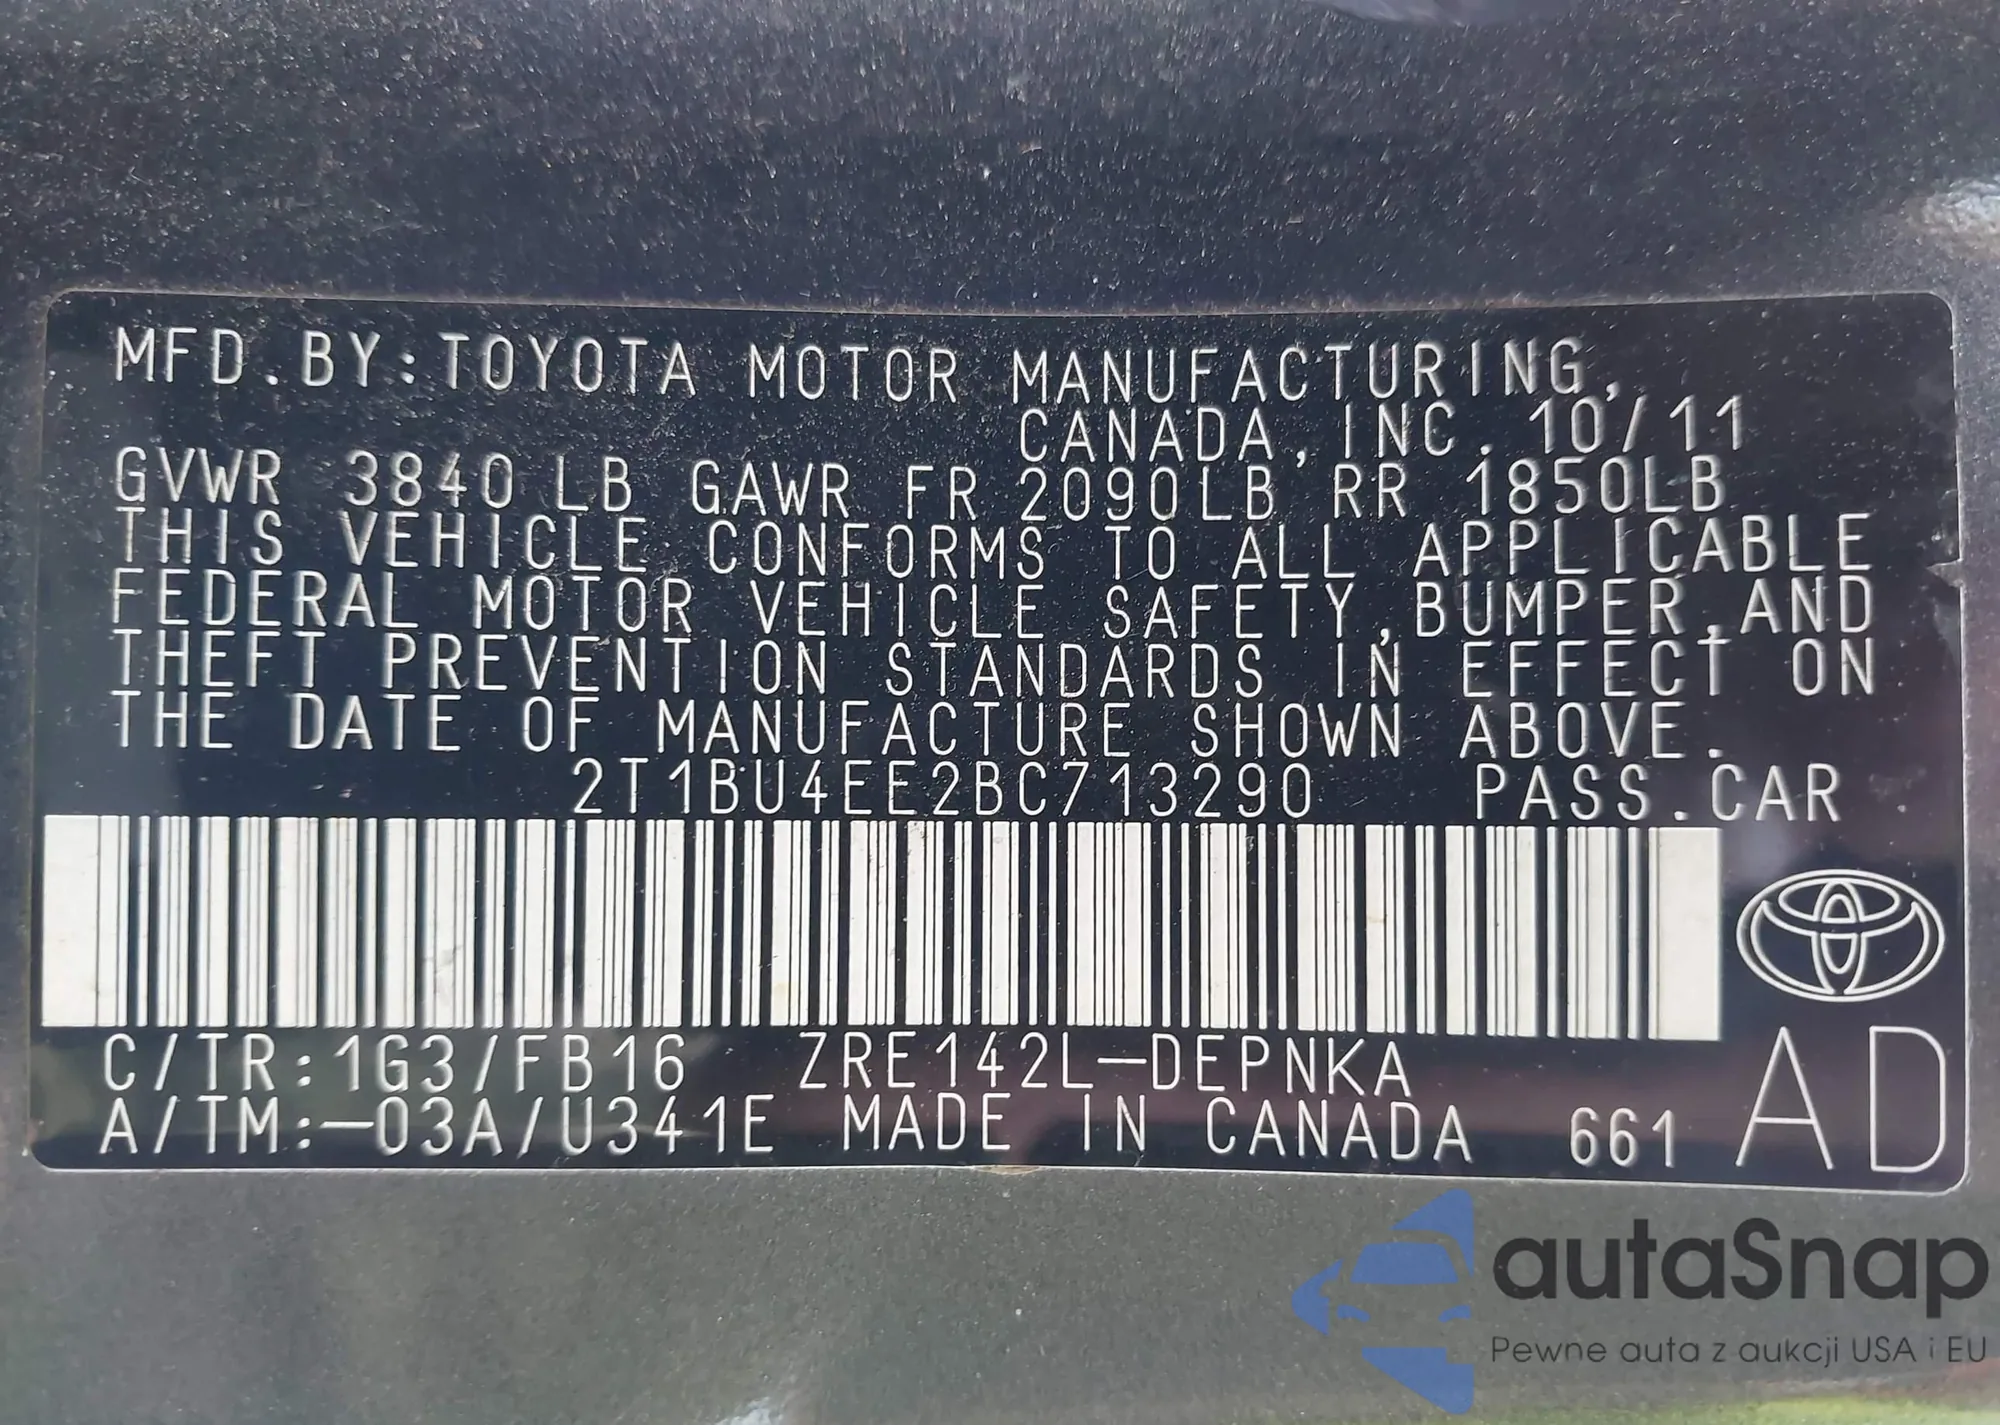 MFD.BY:TOYOTA MOTOR MANUFACTURING,
CANADA,INC. 10/11
GVWR 3840LB GAWR FR 2090LB RR 1850LB
THIS VEHICLE CONFORMS TO ALL APPLICABLE
FEDERAL MOTOR VEHICLE SAFETY,BUMPER,AND
THEFT PREVENTION STANDARDS IN EFFECT ON
THE DATE OF MANUFACTURE SHOWN ABOVE.
2T1BU4EE2BC713290 PASS.CAR
C/TR:1G3/FB16 ZRE142L-DEPNKA
A/TM:-03A/U341E MADE IN CANADA 661 AD
autaSnap
Pewne auta z aukcji USA i EU